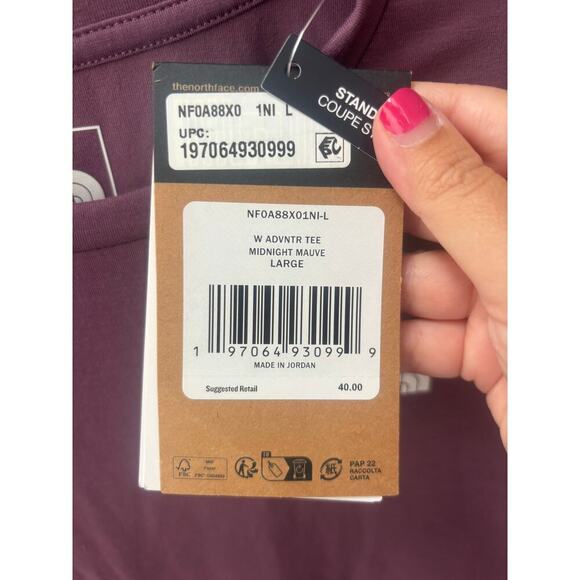 thenorthface.com
STAND
COUPE S
NF0A88X0 1NI L
UPC:
197064930999
NF0A88X01NI-L
W ADVNTR TEE
MIDNIGHT MAUVE
LARGE
1 97064 93099 9
MADE IN JORDAN
Suggested Retail 40.00
FSC
PAP 22
RACCOLTA
CARTA